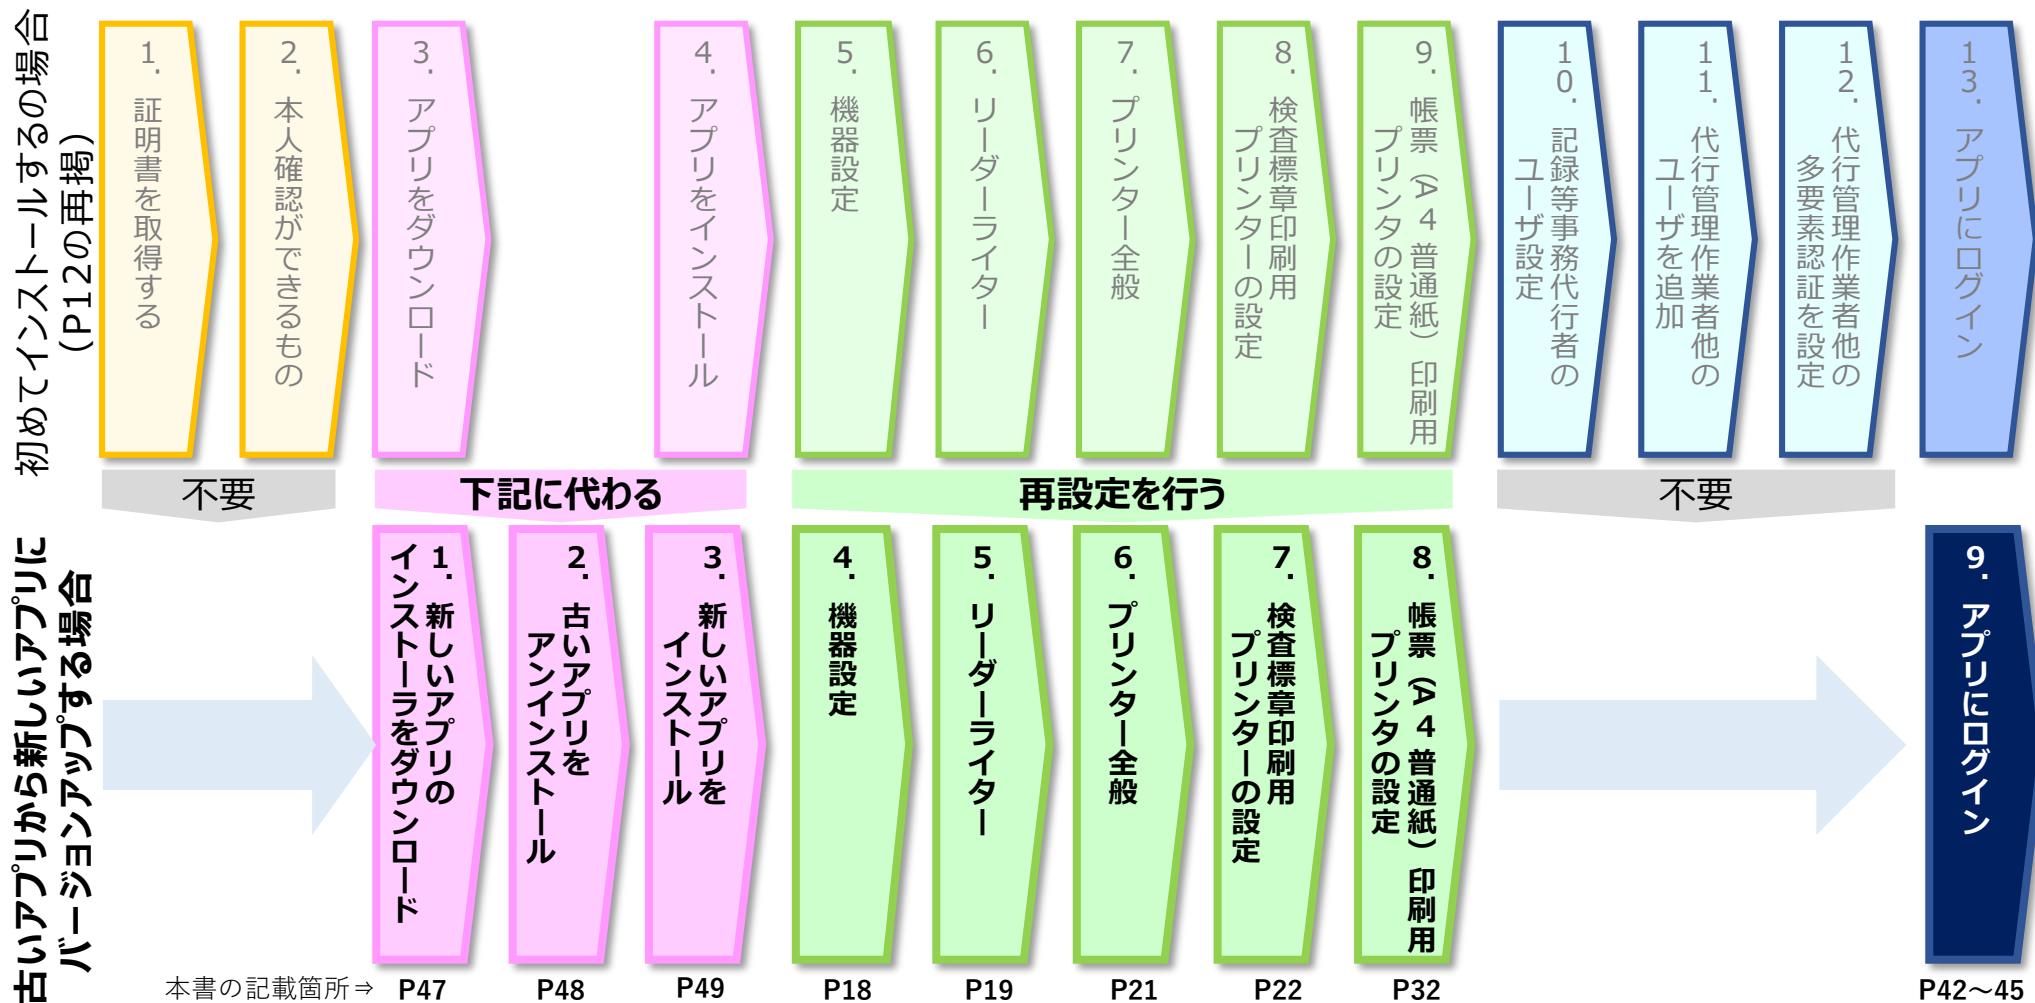 初めてインストールするの場合
（P12の再掲）
1. 証明書を取得する
2. 本人確認ができるもの
3. アプリをダウンロード
4. アプリをインストール
5. 機器設定
6. リーダーライター
7. プリンター全般
8. 検査標章印刷用
プリンターの設定
9. 帳票（A4普通紙）印刷用
プリンタの設定
10. 記録等事務代行者の
ユーザ設定
11. 代行管理作業者他の
ユーザを追加
12. 代行管理作業者他の
多要素認証を設定
13. アプリにログイン
不要
下記に代わる
再設定を行う
不要
古いアプリから新しいアプリに
バージョンアップする場合
1. 新しいアプリの
インストーラをダウンロード
2. 古いアプリを
アンインストール
3. 新しいアプリを
インストール
4. 機器設定
5. リーダーライター
6. プリンター全般
7. 検査標章印刷用
プリンターの設定
8. 帳票（A4普通紙）印刷用
プリンタの設定
9. アプリにログイン
本書の記載箇所⇒ P47 P48 P49 P18 P19 P21 P22 P32 P42～45